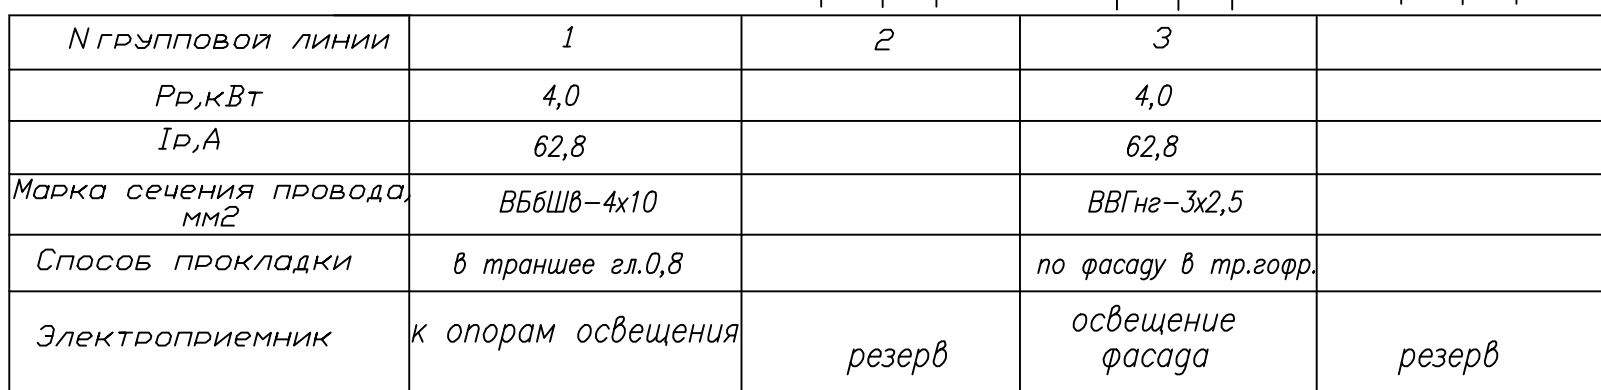 N групповой линии 1 2 3
Рр,кВт 4,0 4,0
Iр,А 62,8 62,8
Марка сечения провода,
мм2 ВБбШв-4х10 ВВГнг-3х2,5
Способ прокладки в траншее гл.0,8 по фасаду в тр.гофр.
Электроприемник к опорам освещения резерв освещение
фасада резерв